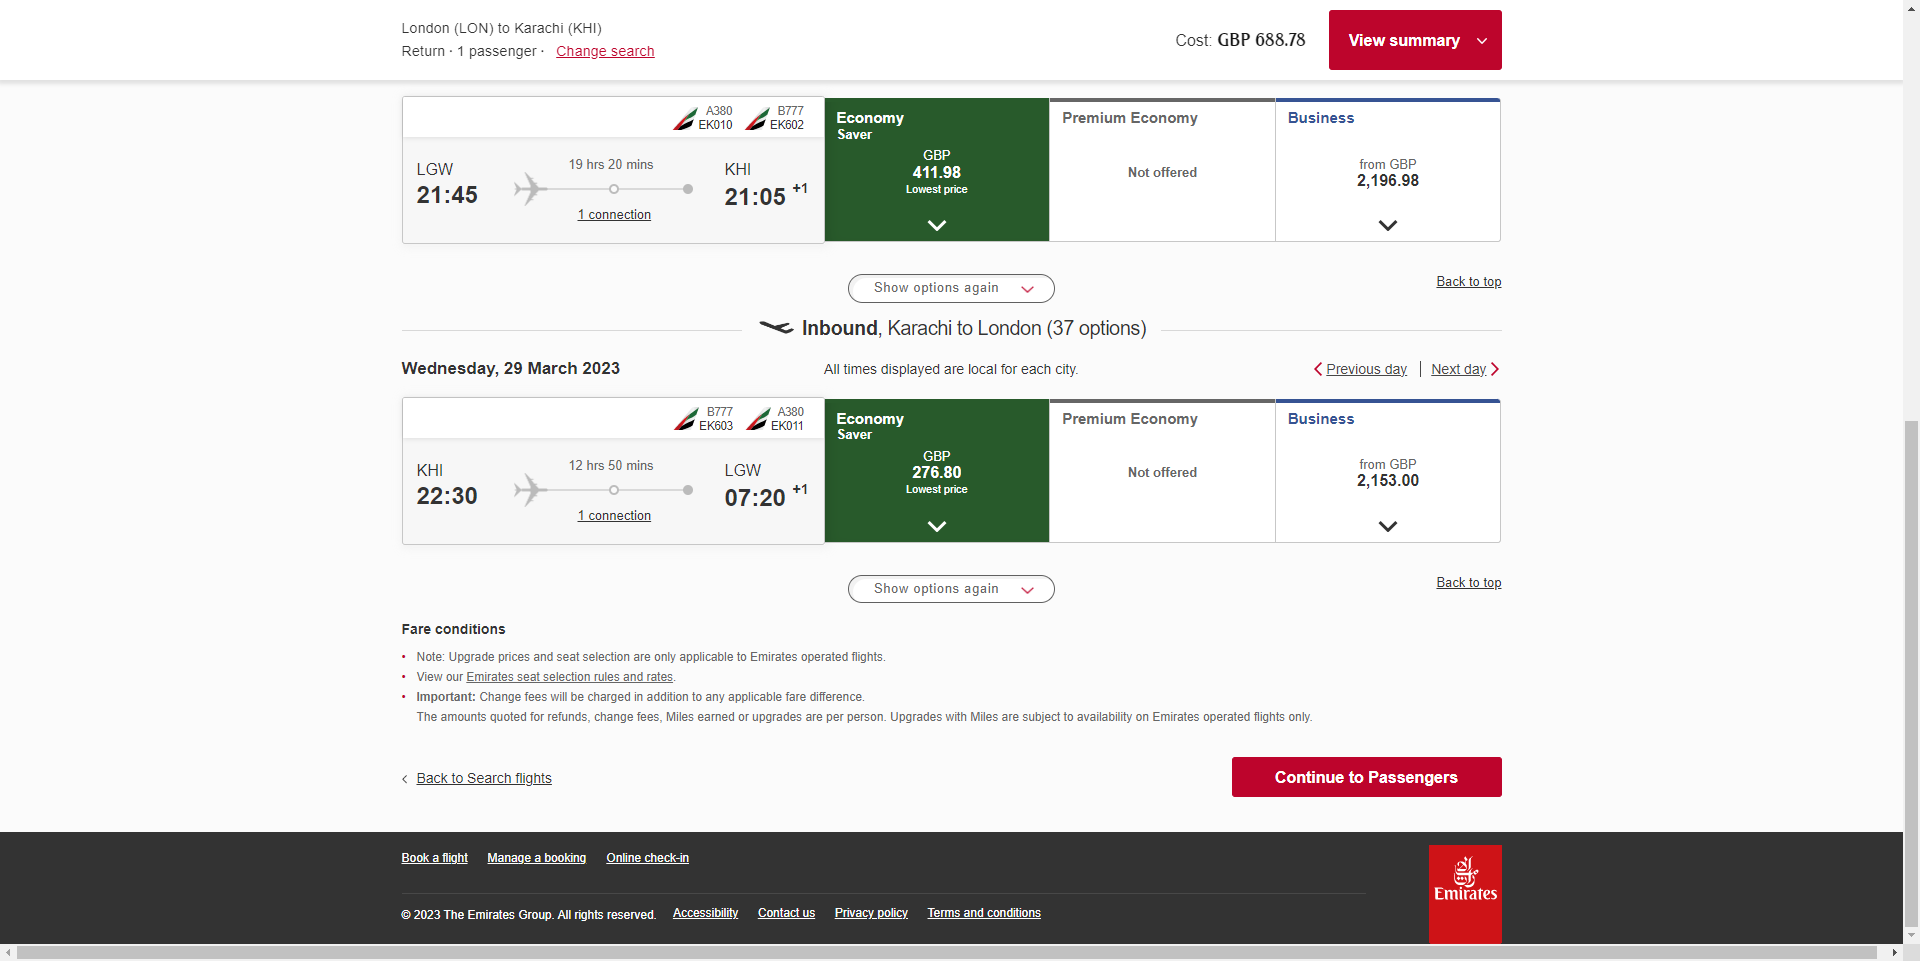 London (LON) to Karachi (KHI)
Return · 1 passenger · Change search
Cost: GBP 688.78
View summary
A380 B777
EK010 EK602
LGW 19 hrs 20 mins KHI
21:45 21:05 +1
1 connection
Economy
Saver
GBP
411.98
Lowest price
Premium Economy
Not offered
Business
from GBP
2,196.98
Show options again
Back to top
Inbound, Karachi to London (37 options)
Wednesday, 29 March 2023
All times displayed are local for each city.
Previous day | Next day
B777 A380
EK603 EK011
KHI 12 hrs 50 mins LGW
22:30 07:20 +1
1 connection
Economy
Saver
GBP
276.80
Lowest price
Premium Economy
Not offered
Business
from GBP
2,153.00
Show options again
Back to top
Fare conditions
• Note: Upgrade prices and seat selection are only applicable to Emirates operated flights.
• View our Emirates seat selection rules and rates.
• Important: Change fees will be charged in addition to any applicable fare difference.
The amounts quoted for refunds, change fees, Miles earned or upgrades are per person. Upgrades with Miles are subject to availability on Emirates operated flights only.
Back to Search flights
Continue to Passengers
Book a flight Manage a booking Online check-in
Emirates
© 2023 The Emirates Group. All rights reserved. Accessibility Contact us Privacy policy Terms and conditions